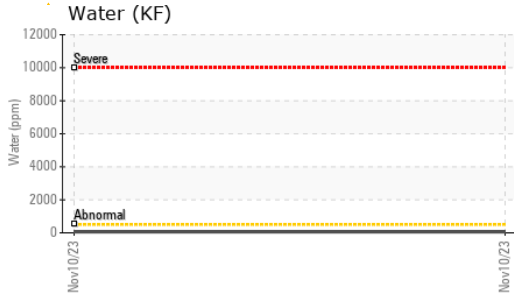 Water (KF)
12000
Severe
10000
8000
6000
4000
2000
Abnormal
0
Water (ppm)
Nov10/23
Nov10/23